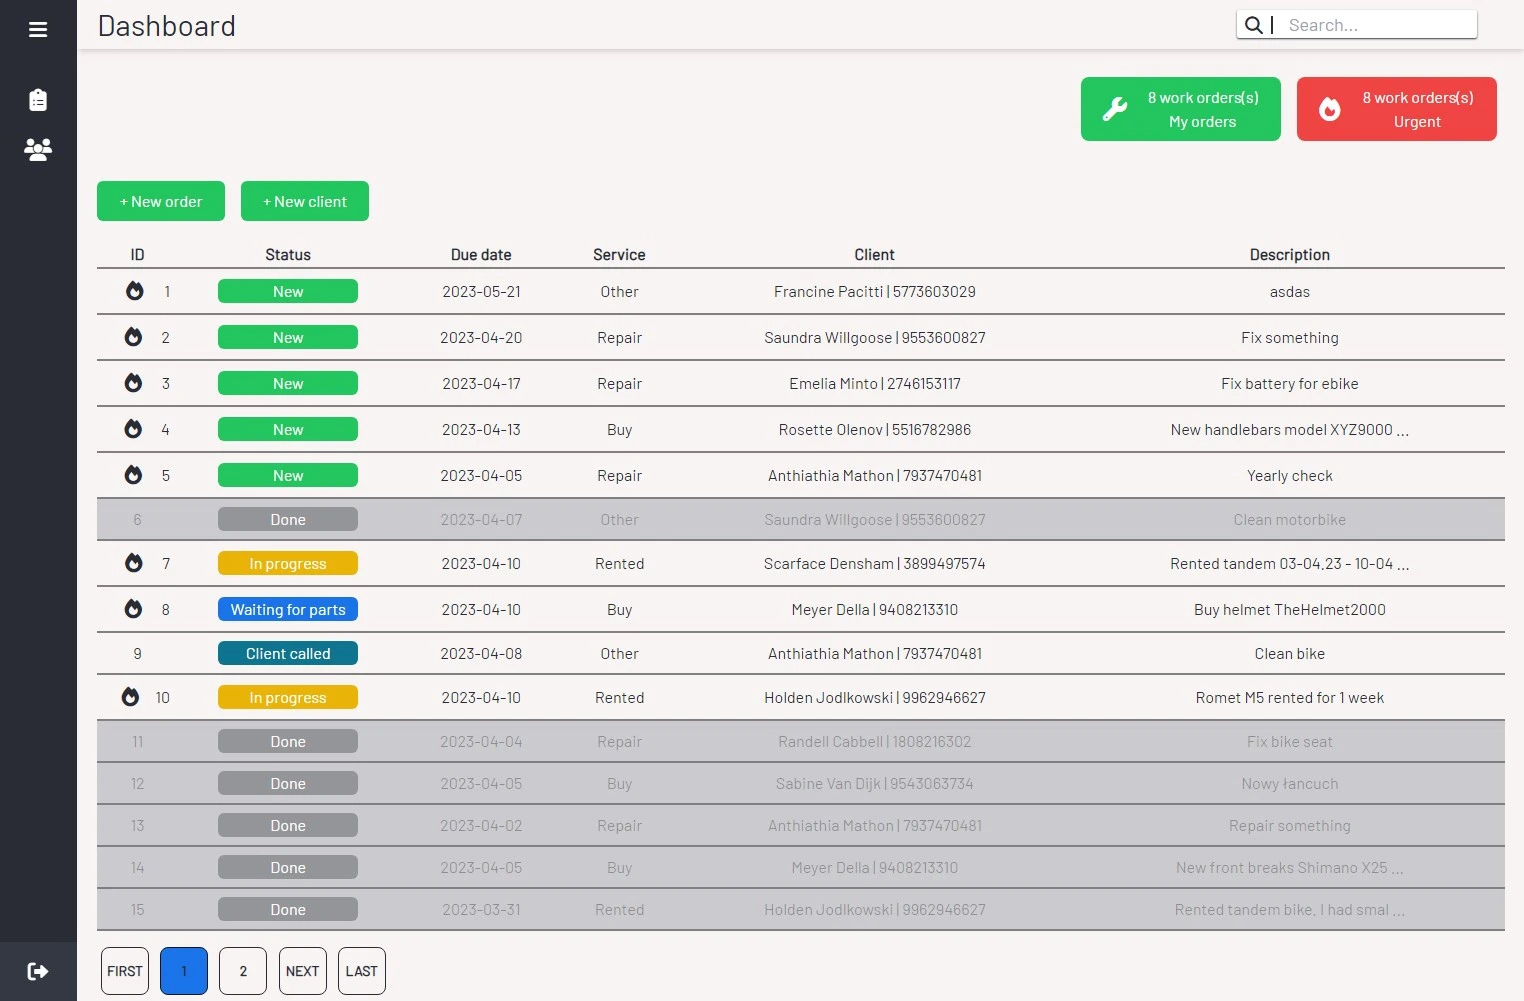 Dashboard
Search...
8 work orders(s)
My orders
8 work orders(s)
Urgent
+ New order
+ New client
ID Status Due date Service Client Description
1 New 2023-05-21 Other Francine Pacitti | 5773603029 asdas
2 New 2023-04-20 Repair Saundra Willgoose | 9553600827 Fix something
3 New 2023-04-17 Repair Emelia Minto | 2746153117 Fix battery for ebike
4 New 2023-04-13 Buy Rosette Olenov | 5516782986 New handlebars model XYZ9000 ...
5 New 2023-04-05 Repair Anthiathia Mathon | 7937470481 Yearly check
6 Done 2023-04-07 Other Saundra Willgoose | 9553600827 Clean motorbike
7 In progress 2023-04-10 Rented Scarface Densham | 3899497574 Rented tandem 03-04.23 - 10-04 ...
8 Waiting for parts 2023-04-10 Buy Meyer Della | 9408213310 Buy helmet TheHelmet2000
9 Client called 2023-04-08 Other Anthiathia Mathon | 7937470481 Clean bike
10 In progress 2023-04-10 Rented Holden Jodlkowski | 9962946627 Romet M5 rented for 1 week
11 Done 2023-04-04 Repair Randell Cabbell | 1808216302 Fix bike seat
12 Done 2023-04-05 Buy Sabine Van Dijk | 9543063734 Nowy łancuch
13 Done 2023-04-02 Repair Anthiathia Mathon | 7937470481 Repair something
14 Done 2023-04-05 Buy Meyer Della | 9408213310 New front breaks Shimano X25 ...
15 Done 2023-03-31 Rented Holden Jodlkowski | 9962946627 Rented tandem bike. I had smal ...
FIRST 1 2 NEXT LAST